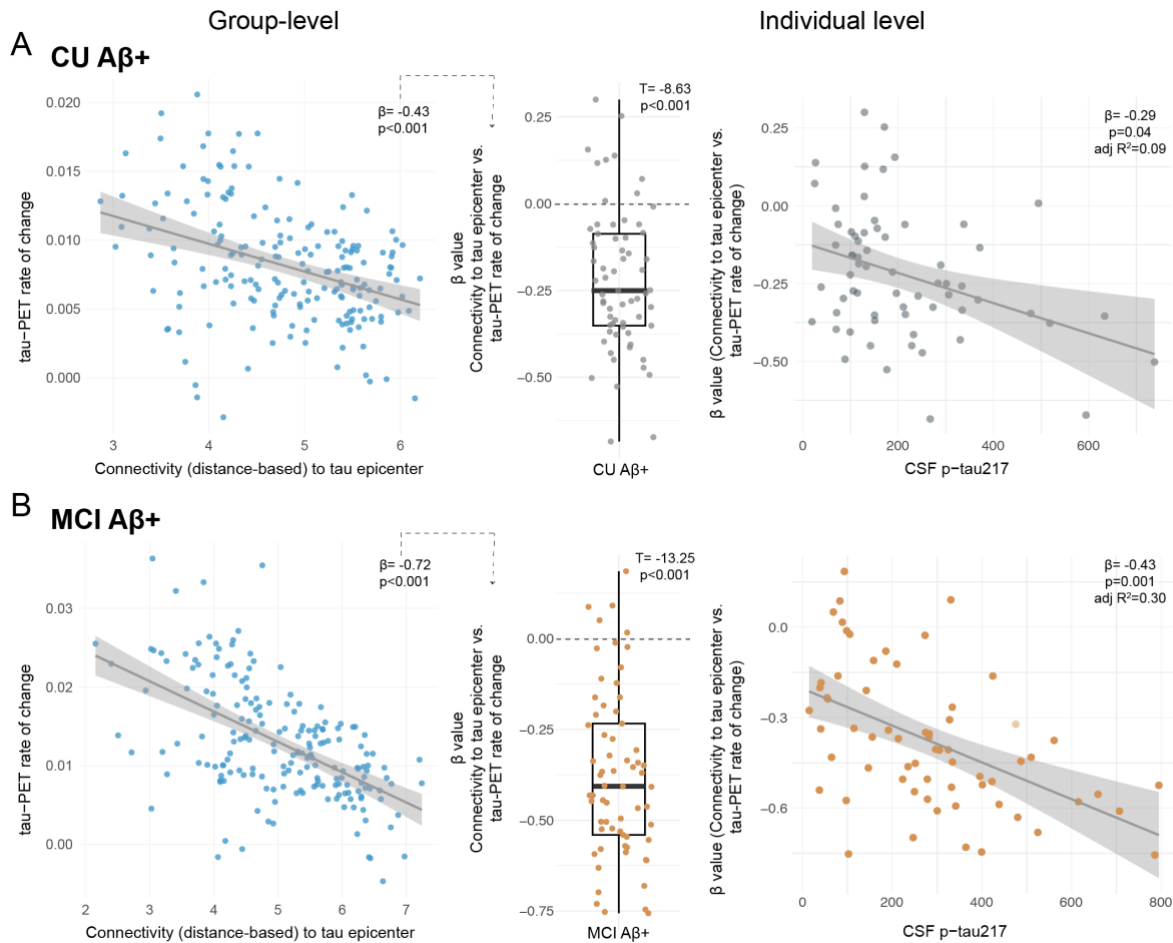 Group-level
Individual level
A
CU Aβ+
β= -0.43
p<0.001
0.020
0.015
0.010
0.005
0.000
tau−PET rate of change
3
4
5
6
Connectivity (distance-based) to tau epicenter
T= -8.63
p<0.001
β value
Connectivity to tau epicenter vs.
tau-PET rate of change
0.25
0.00
−0.25
−0.50
CU Aβ+
β= -0.29
p=0.04
adj R²=0.09
β value (Connectivity to tau epicenter vs.
tau-PET rate of change)
0.25
0.00
−0.25
−0.50
0
200
400
600
CSF p−tau217
B
MCI Aβ+
β= -0.72
p<0.001
0.03
0.02
0.01
0.00
tau−PET rate of change
2
3
4
5
6
7
Connectivity (distance-based) to tau epicenter
T= -13.25
p<0.001
β value
Connectivity to tau epicenter vs.
tau-PET rate of change
0.00
−0.25
−0.50
−0.75
MCI Aβ+
β= -0.43
p=0.001
adj R²=0.30
β value (Connectivity to tau epicenter vs.
tau-PET rate of change)
0.0
−0.3
−0.6
0
200
400
600
800
CSF p−tau217